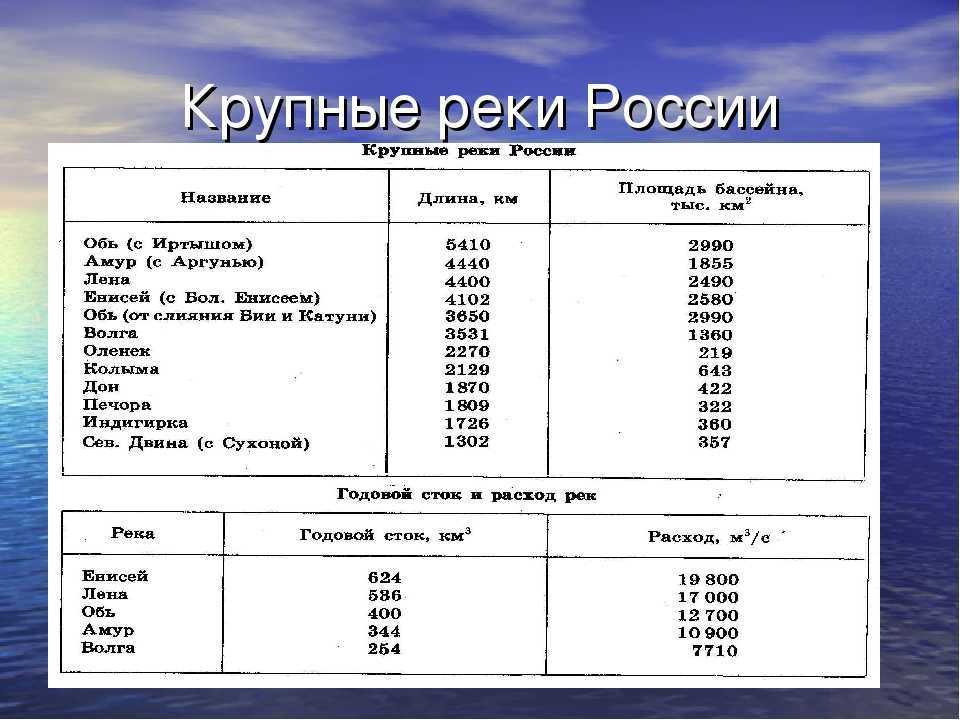 Крупные реки России
Крупные реки России
Название Длина, км Площадь бассейна, тыс. км²
Обь (с Иртышом) 5410 2990
Амур (с Аргунью) 4440 1855
Лена 4400 2490
Енисей (с Бол. Енисеем) 4102 2580
Обь (от слияния Бии и Катуни) 3650 2990
Волга 3531 1360
Оленек 2270 219
Колыма 2129 643
Дон 1870 422
Печора 1809 322
Индигирка 1726 360
Сев. Двина (с Сухоной) 1302 357
Годовой сток и расход рек
Река Годовой сток, км³ Расход, м³/с
Енисей 624 19 800
Лена 536 17 000
Обь 400 12 700
Амур 344 10 900
Волга 254 7710